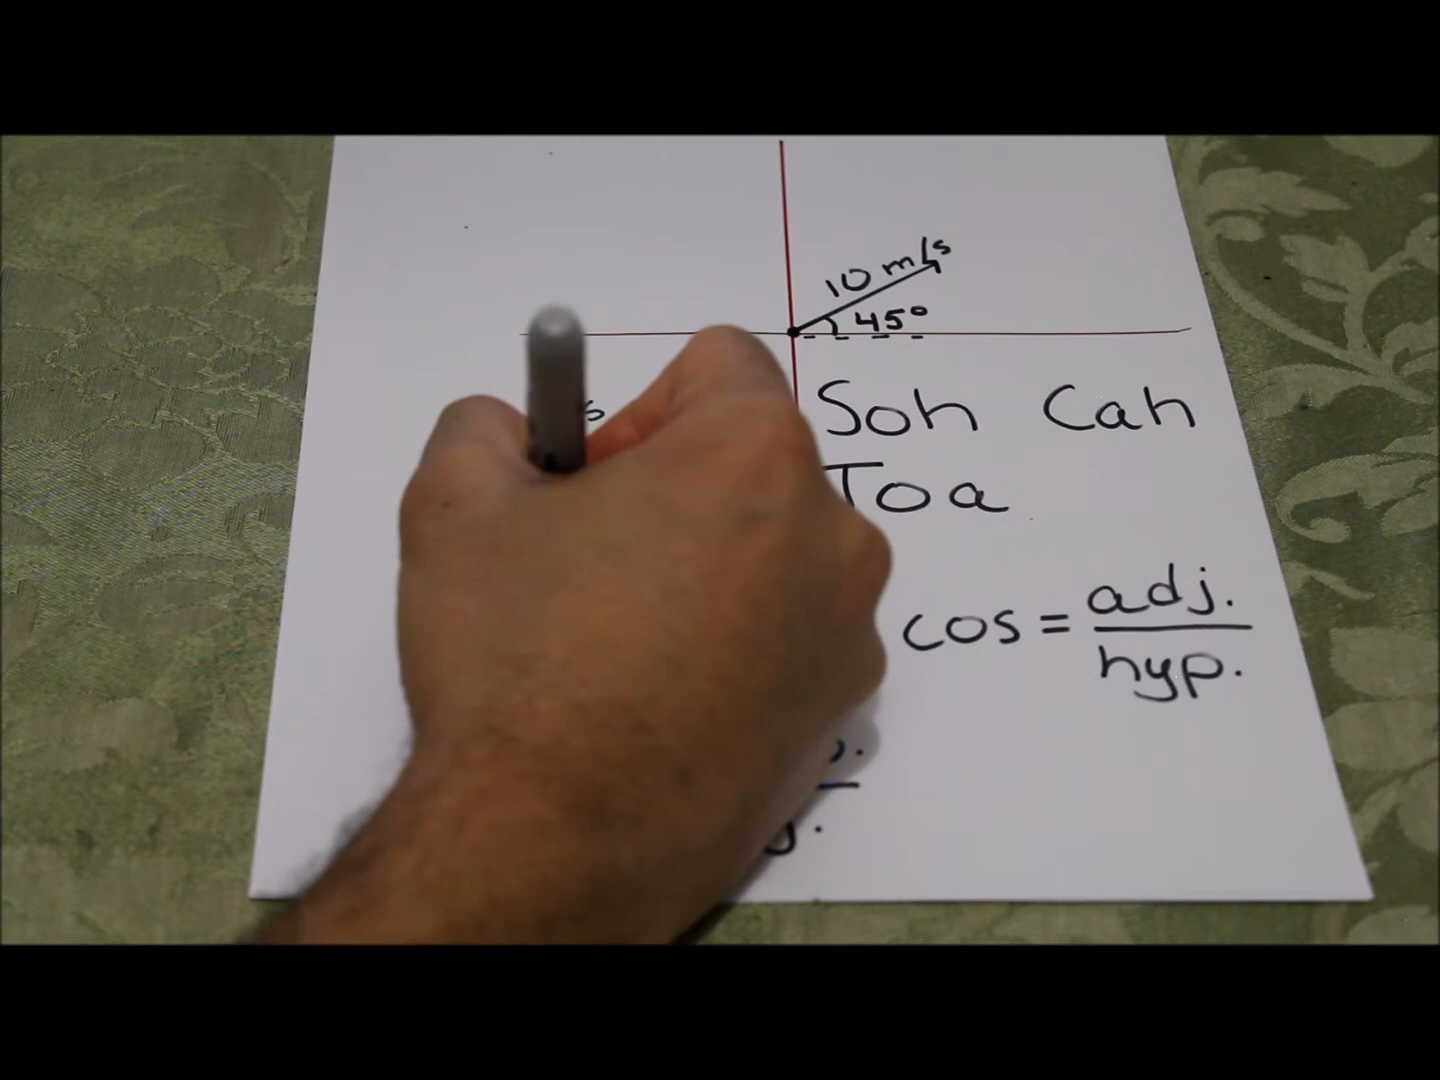 10 m/s
45°
Soh Cah
Toa
cos = adj.
hyp.